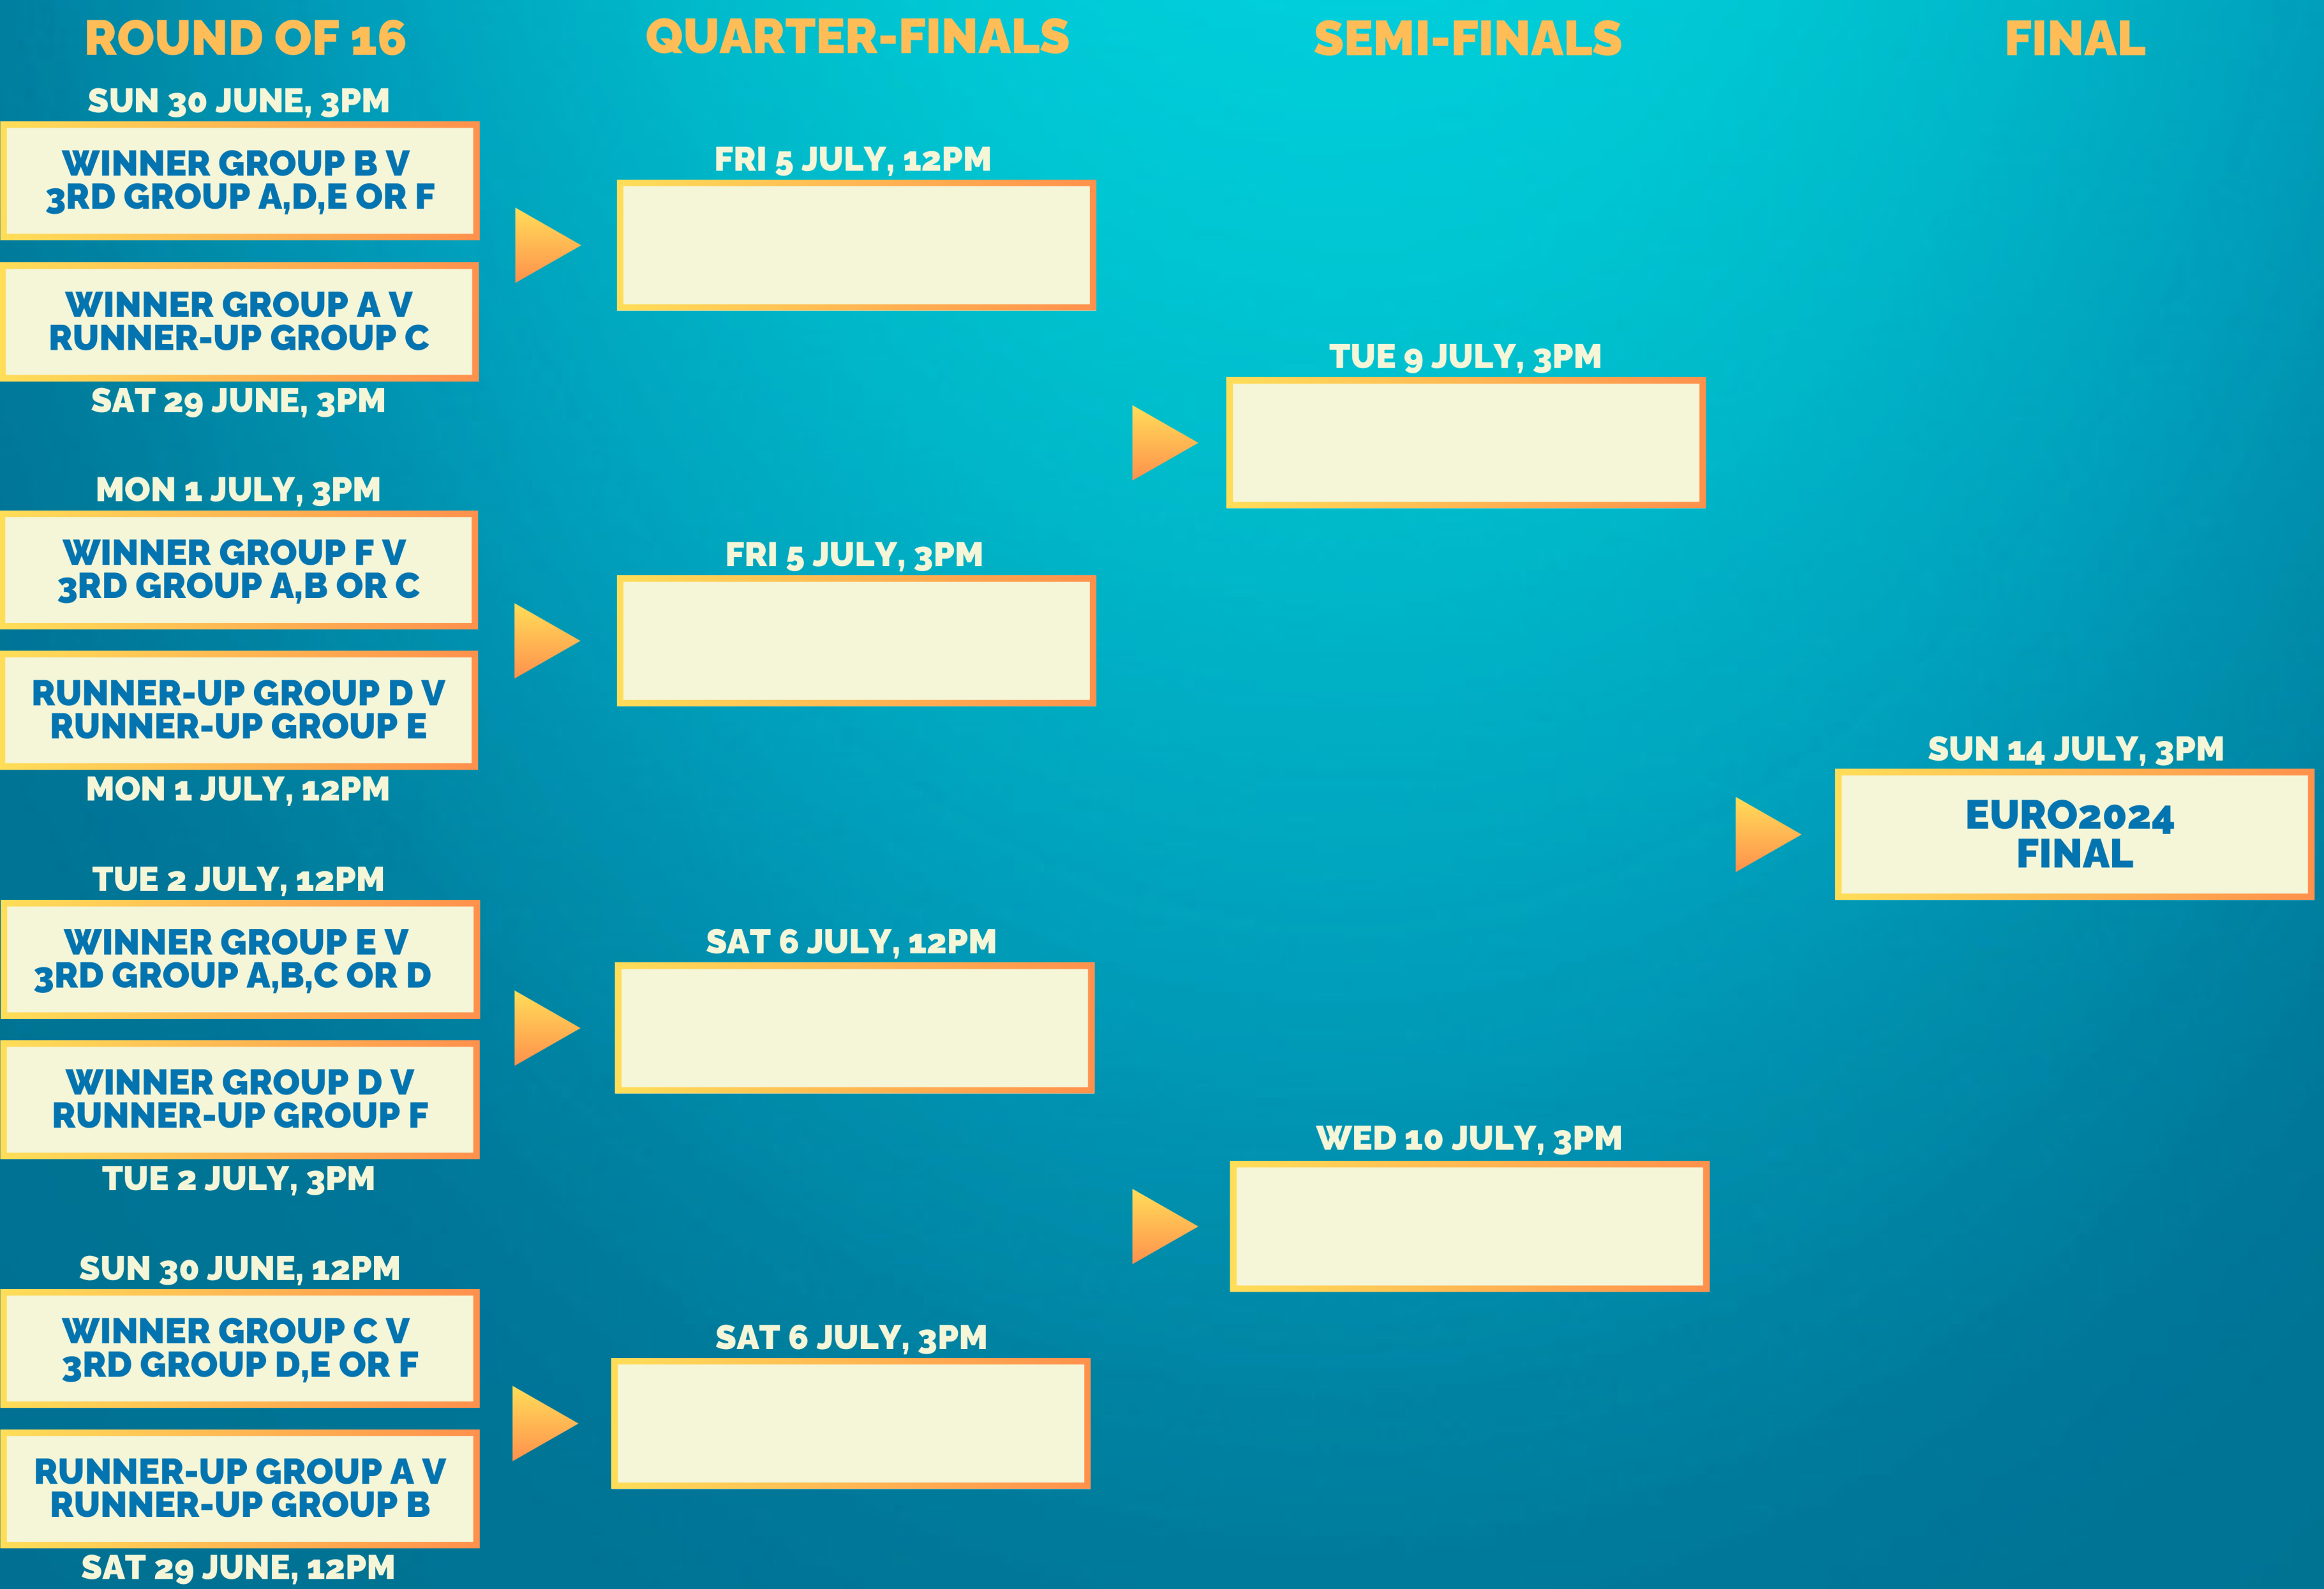 ROUND OF 16
SUN 30 JUNE, 3PM
WINNER GROUP B V
3RD GROUP A,D,E OR F
WINNER GROUP A V
RUNNER-UP GROUP C
SAT 29 JUNE, 3PM
MON 1 JULY, 3PM
WINNER GROUP F V
3RD GROUP A,B OR C
RUNNER-UP GROUP D V
RUNNER-UP GROUP E
MON 1 JULY, 12PM
TUE 2 JULY, 12PM
WINNER GROUP E V
3RD GROUP A,B,C OR D
WINNER GROUP D V
RUNNER-UP GROUP F
TUE 2 JULY, 3PM
SUN 30 JUNE, 12PM
WINNER GROUP C V
3RD GROUP D,E OR F
RUNNER-UP GROUP A V
RUNNER-UP GROUP B
SAT 29 JUNE, 12PM
QUARTER-FINALS
FRI 5 JULY, 12PM
FRI 5 JULY, 3PM
SAT 6 JULY, 12PM
SAT 6 JULY, 3PM
SEMI-FINALS
TUE 9 JULY, 3PM
WED 10 JULY, 3PM
FINAL
SUN 14 JULY, 3PM
EURO2024
FINAL